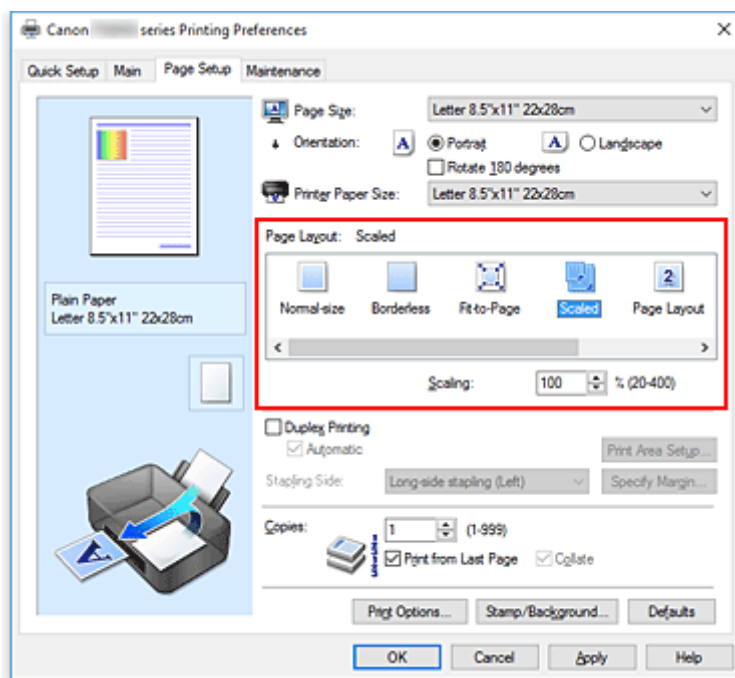 Canon series Printing Preferences
Quick Setup Main Page Setup Maintenance
Page Size: Letter 8.5"x11" 22x28cm
Orientation: A Portrait A Landscape
Rotate 180 degrees
Printer Paper Size: Letter 8.5"x11" 22x28cm
Page Layout: Scaled
Normal-size Borderless Fit-to-Page Scaled 2 Page Layout
Scaling: 100 % (20-400)
Plain Paper
Letter 8.5"x11" 22x28cm
Duplex Printing
Automatic
Print Area Setup...
Stapling Side: Long-side stapling (Left) Specify Margin...
Copies: 1 (1-999)
Print from Last Page Collate
A
Print Options... Stamp/Background... Defaults
OK Cancel Apply Help